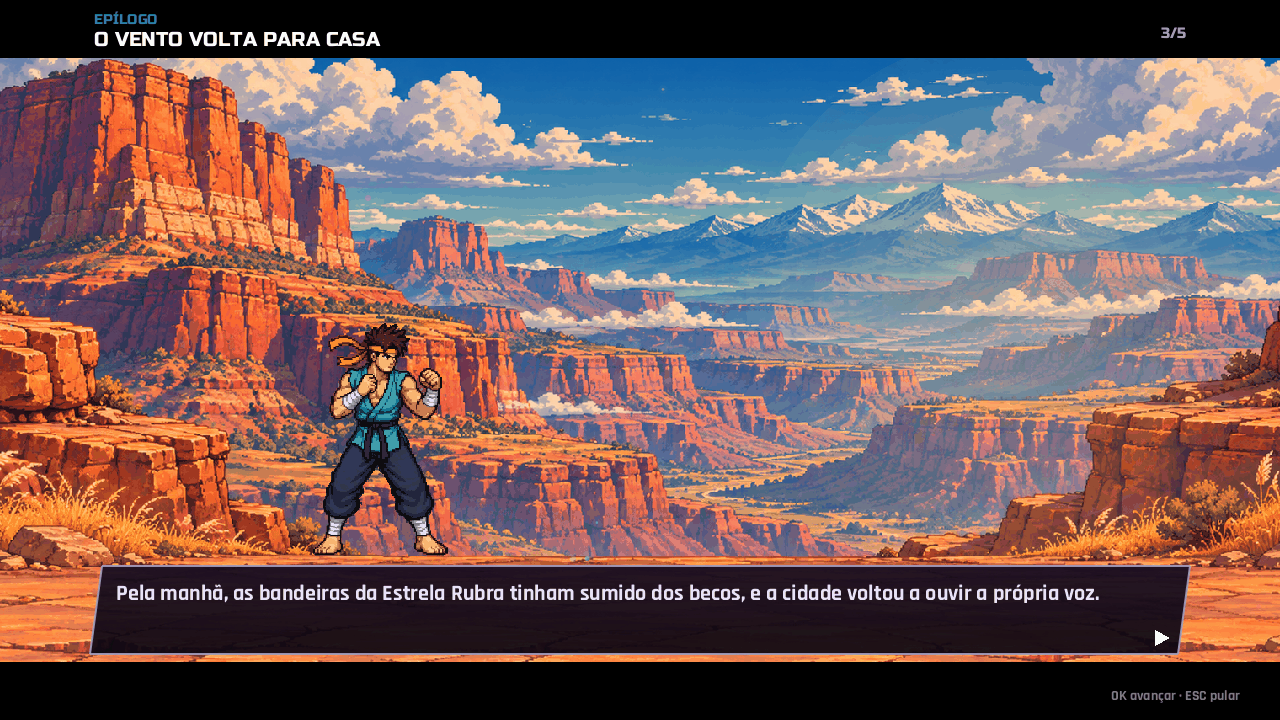 EPÍLOGO
O VENTO VOLTA PARA CASA
3/5
Pela manhã, as bandeiras da Estrela Rubra tinham sumido dos becos, e a cidade voltou a ouvir a própria voz.
OK avançar · ESC pular